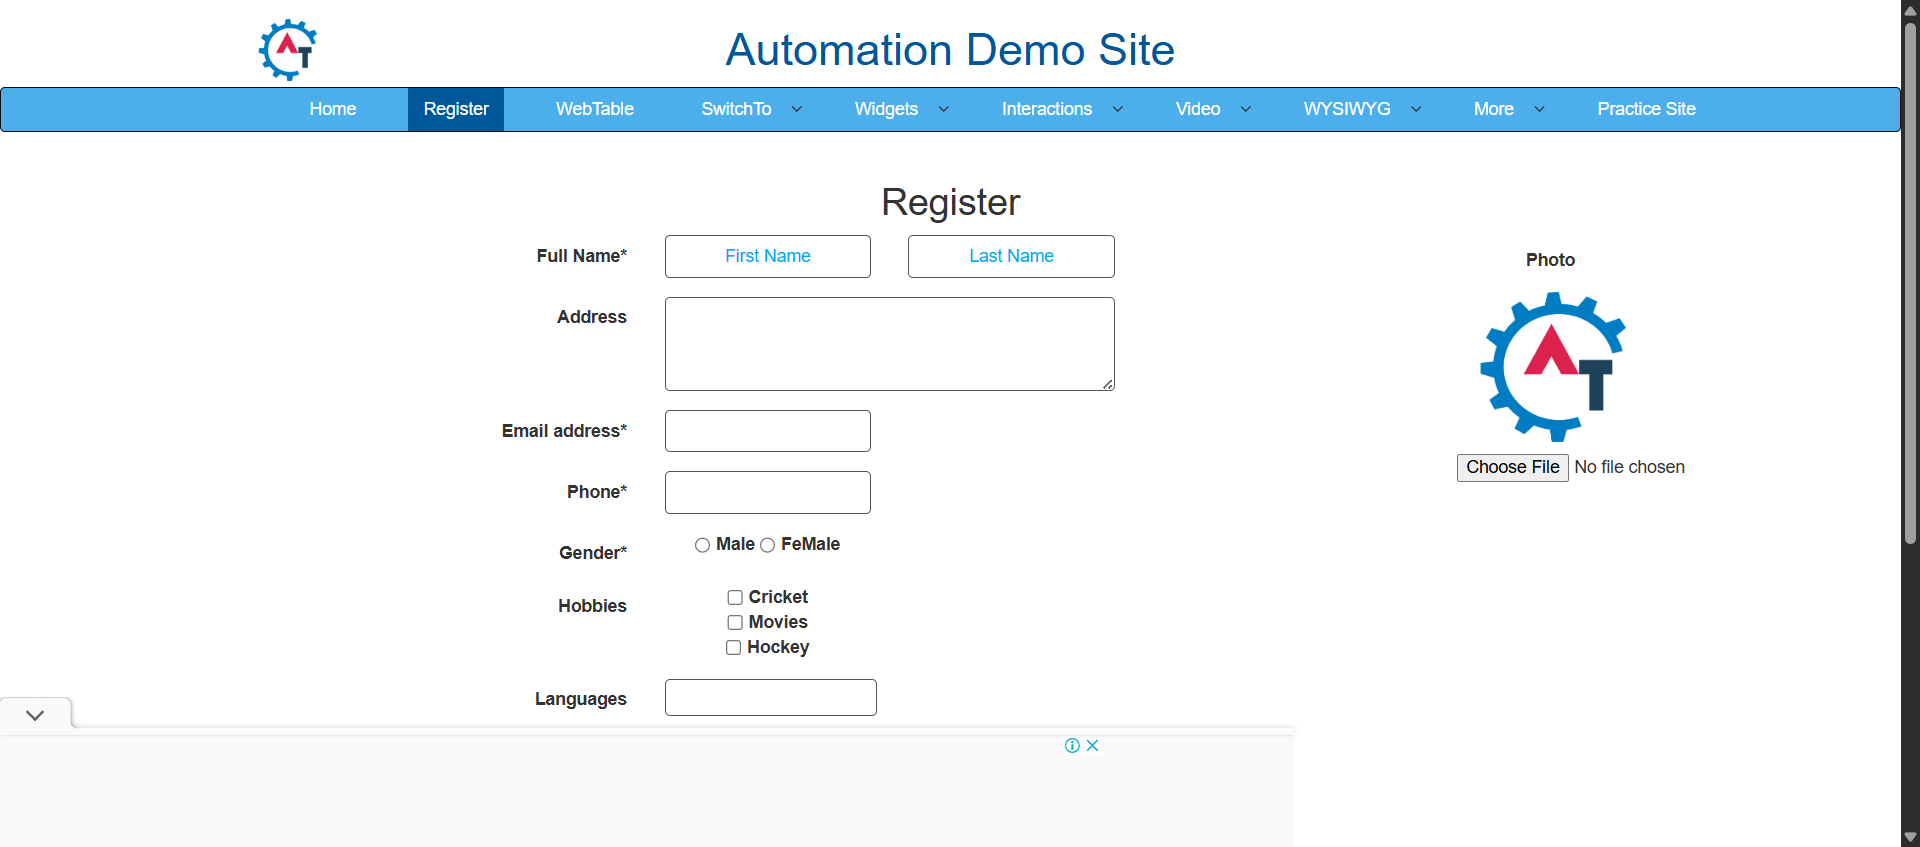 AT
Automation Demo Site
Home Register WebTable SwitchTo Widgets Interactions Video WYSIWYG More Practice Site
Register
Full Name* First Name Last Name
Photo
Address
AT
Email address*
Choose File No file chosen
Phone*
Gender* Male FeMale
Hobbies
Cricket
Movies
Hockey
Languages